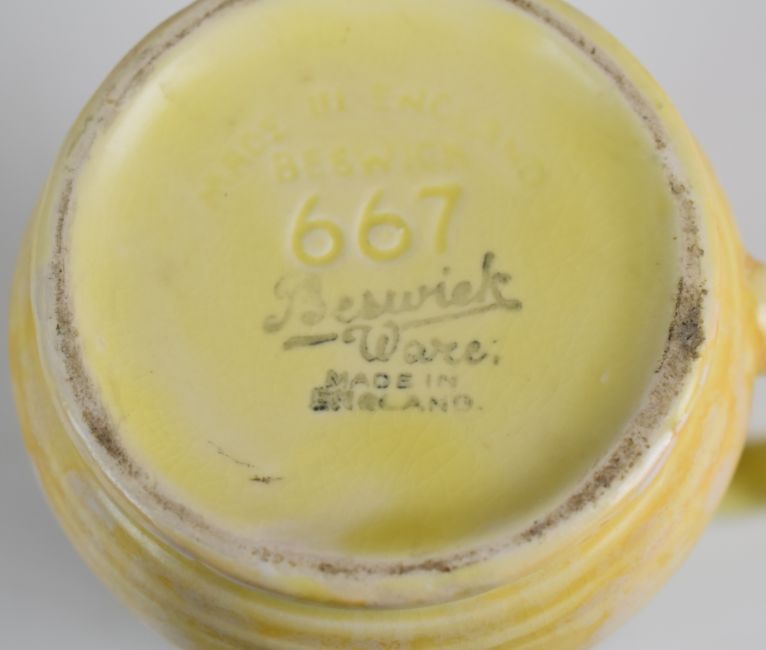 MADE IN ENGLAND
BESWICK
667
Beswick
Ware.
MADE IN
ENGLAND.